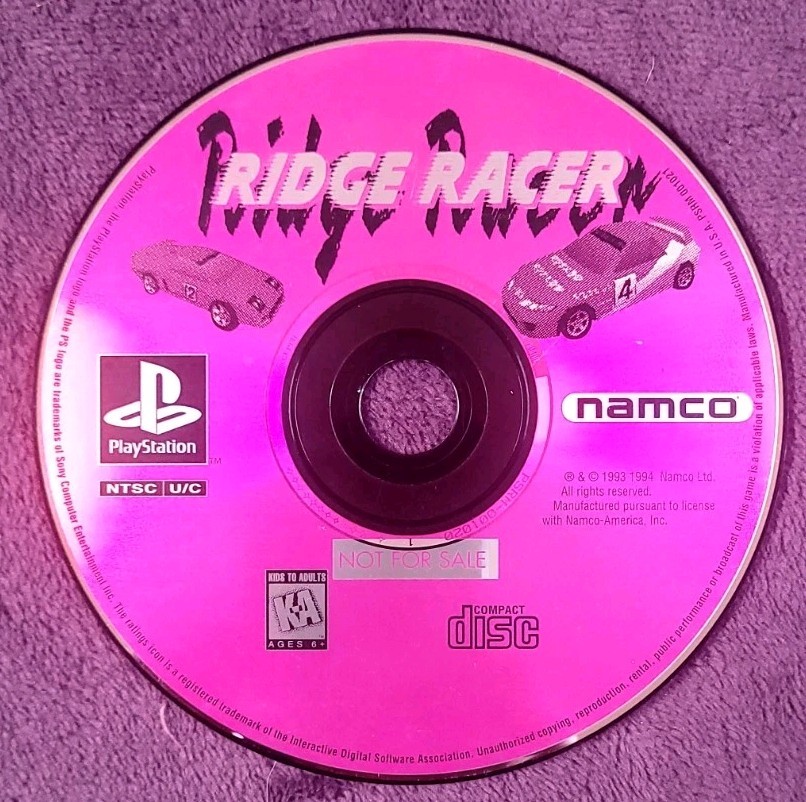 Ridge Racer
RIDGE RACER
2
4
PlayStation
TM
NTSC U/C
namco
® & © 1993 1994 Namco Ltd.
All rights reserved.
Manufactured pursuant to license
with Namco-America, Inc.
NOT FOR SALE
KIDS TO ADULTS
K-A
AGES 6+
COMPACT
disc
PlayStation, the PlayStation logo and the PS logo are trademarks of Sony Computer Entertainment Inc. The ratings icon is a registered trademark of the Interactive Digital Software Association. Unauthorized copying, reproduction, rental, public performance or broadcast of this game is a violation of applicable laws. Manufactured in U.S.A. PSRM 001021